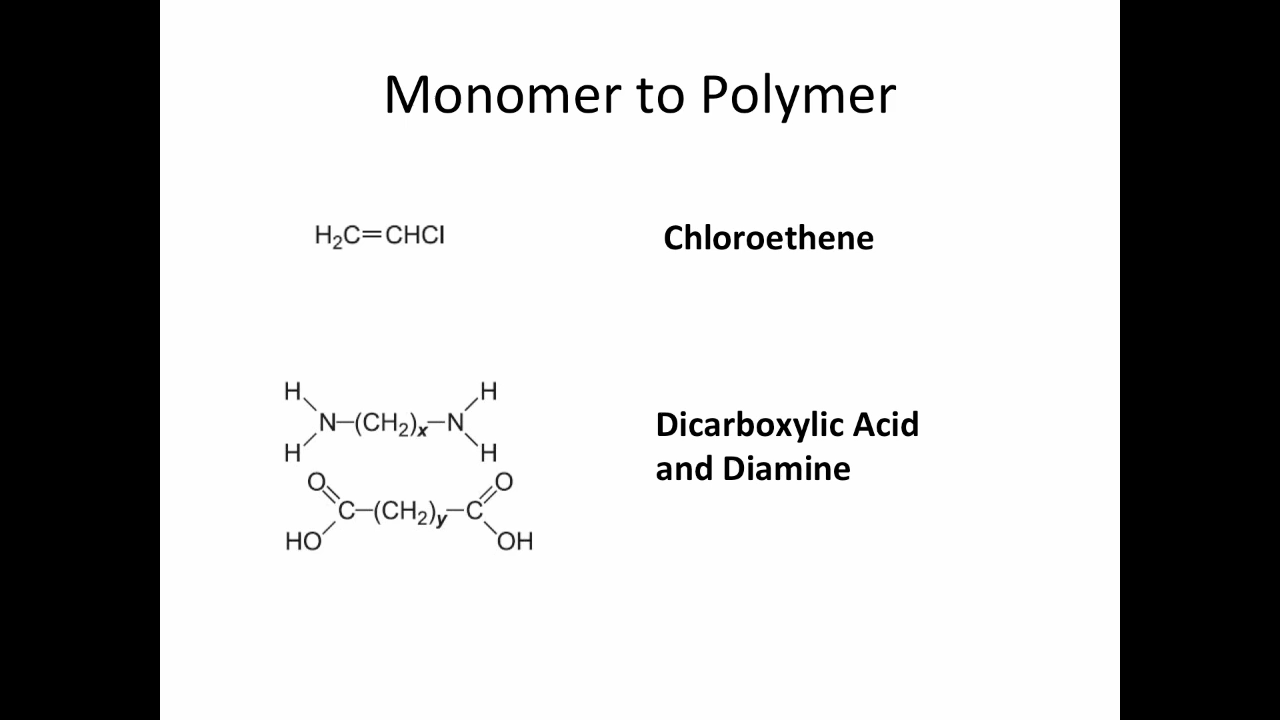 Monomer to Polymer
H₂C=CHCl
Chloroethene
H H
N–(CH₂)ₓ–N
H H
Dicarboxylic Acid
and Diamine
O O
C–(CH₂)y–C
HO OH